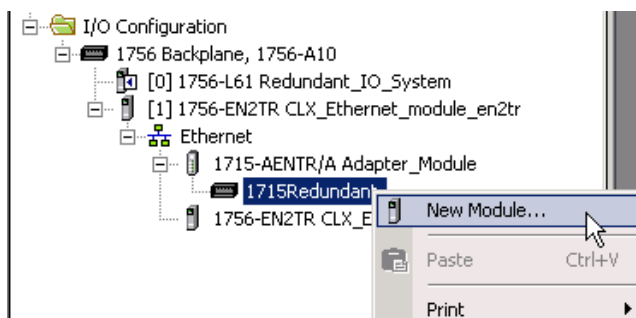 I/O Configuration
1756 Backplane, 1756-A10
[0] 1756-L61 Redundant_IO_System
[1] 1756-EN2TR CLX_Ethernet_module_en2tr
Ethernet
1715-AENTR/A Adapter_Module
1715Redundant
1756-EN2TR CLX_E
New Module...
Paste Ctrl+V
Print